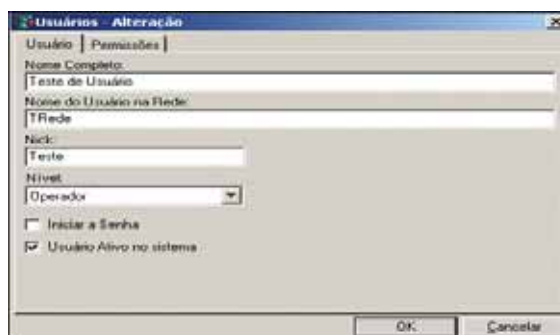 Usuários - Alteração
Usuário Permissões
Nome Completo:
Teste de Usuário
Nome do Usuário na Rede:
TRede
Nick:
Teste
Nível:
Operador
Iniciar a Senha
Usuário Ativo no sistema
OK Cancelar